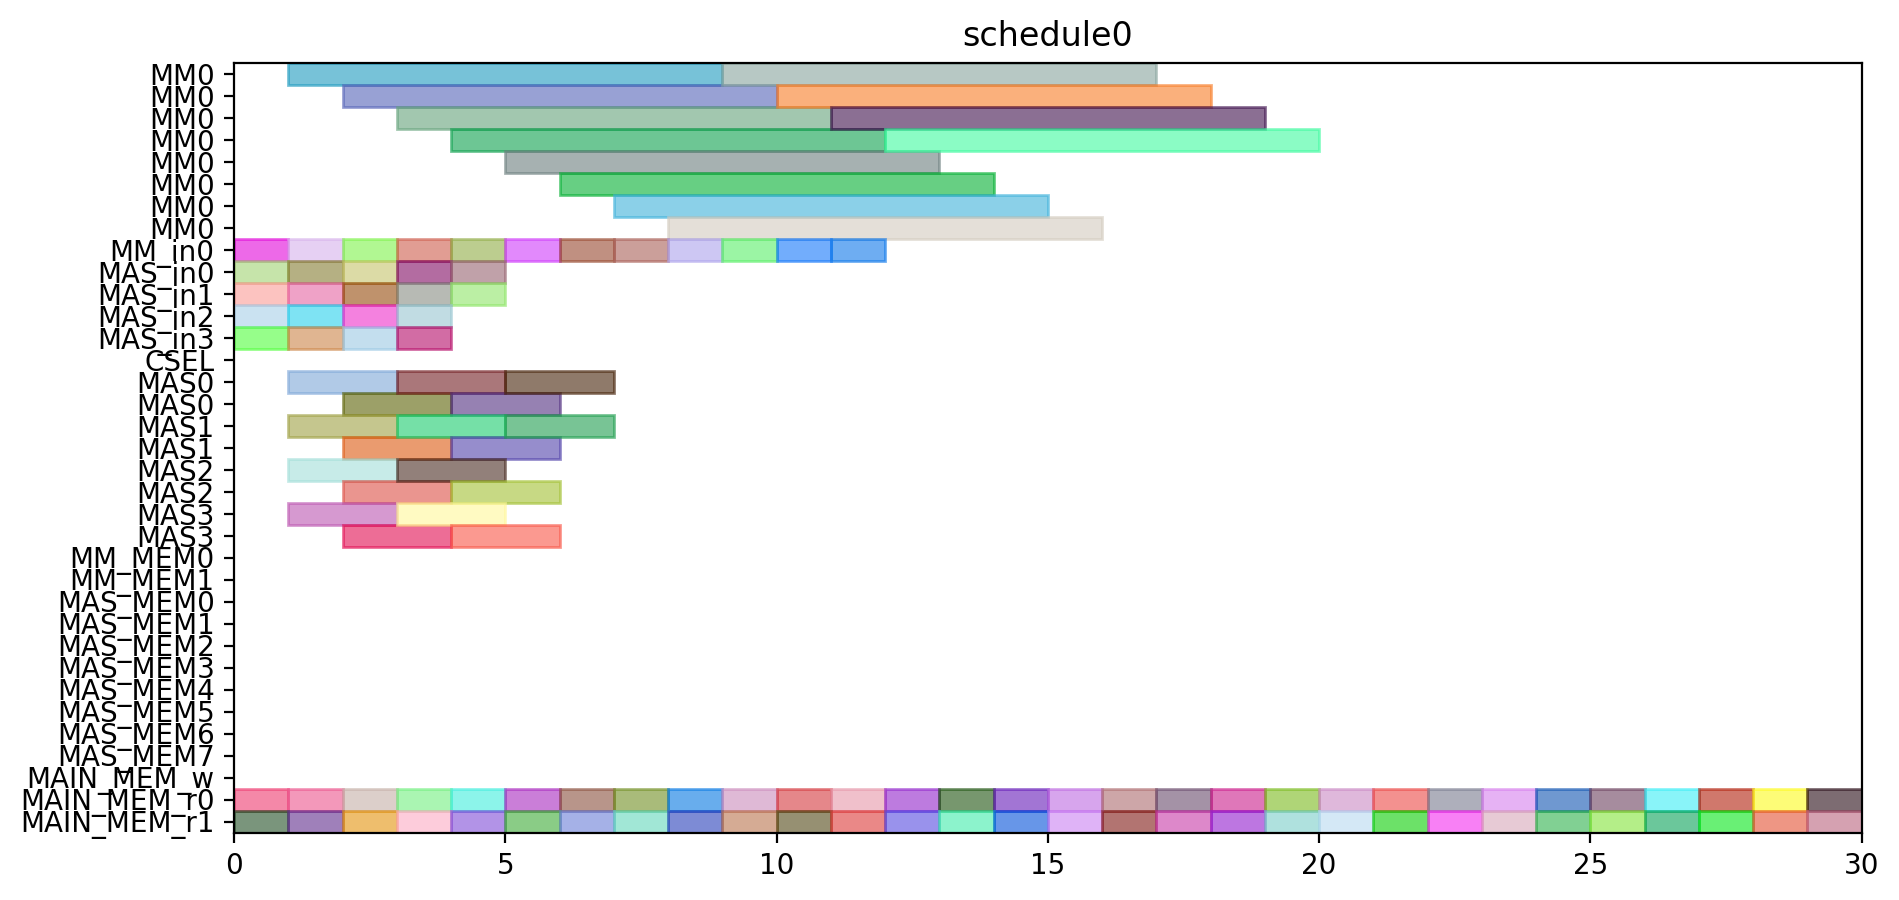 schedule0
MM0
MM0
MM0
MM0
MM0
MM0
MM0
MM0
MM_in0
MAS_in0
MAS_in1
MAS_in2
MAS_in3
CSEL
MAS0
MAS0
MAS1
MAS1
MAS2
MAS2
MAS3
MAS3
MM_MEM0
MM_MEM1
MAS_MEM0
MAS_MEM1
MAS_MEM2
MAS_MEM3
MAS_MEM4
MAS_MEM5
MAS_MEM6
MAS_MEM7
MAIN_MEM_w
MAIN_MEM_r0
MAIN_MEM_r1
0 5 10 15 20 25 30